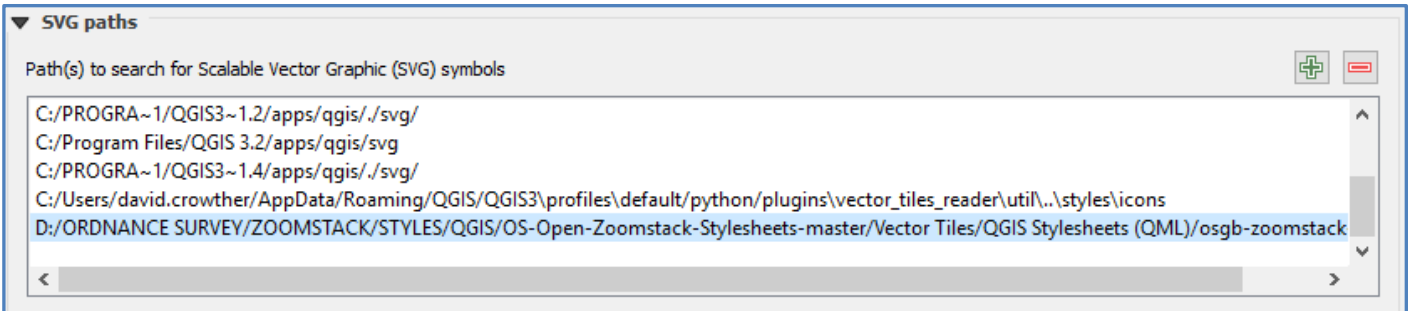 SVG paths
Path(s) to search for Scalable Vector Graphic (SVG) symbols
C:/PROGRA~1/QGIS3~1.2/apps/qgis/./svg/
C:/Program Files/QGIS 3.2/apps/qgis/svg
C:/PROGRA~1/QGIS3~1.4/apps/qgis/./svg/
C:/Users/david.crowther/AppData/Roaming/QGIS/QGIS3\profiles\default/python/plugins\vector_tiles_reader\util\..\styles\icons
D:/ORDNANCE SURVEY/ZOOMSTACK/STYLES/QGIS/OS-Open-Zoomstack-Stylesheets-master/Vector Tiles/QGIS Stylesheets (QML)/osgb-zoomstack